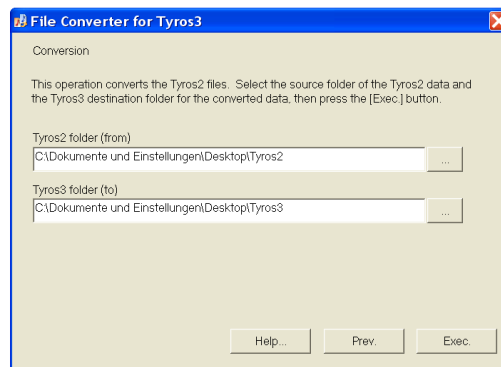 File Converter for Tyros3
Conversion
This operation converts the Tyros2 files. Select the source folder of the Tyros2 data and
the Tyros3 destination folder for the converted data, then press the [Exec.] button.
Tyros2 folder (from)
C:\Dokumente und Einstellungen\Desktop\Tyros2
...
Tyros3 folder (to)
C:\Dokumente und Einstellungen\Desktop\Tyros3
...
Help... Prev. Exec.